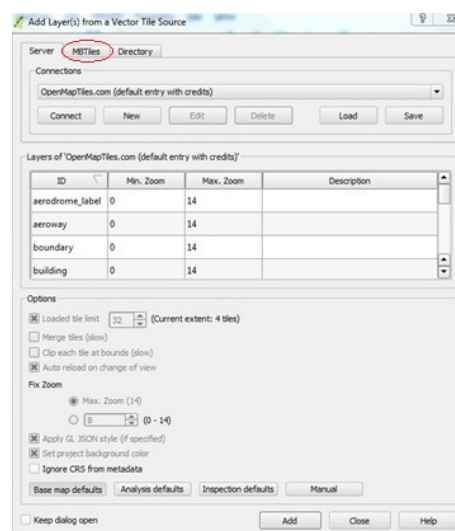 Add Layer(s) from a Vector Tile Source
Server MBTiles Directory
Connections
OpenMapTiles.com (default entry with credits)
Connect New Edit Delete Load Save
Layers of 'OpenMapTiles.com (default entry with credits)'
ID Min. Zoom Max. Zoom Description
aerodrome_label 0 14
aeroway 0 14
boundary 0 14
building 0 14
Options
Loaded tile limit 32 (Current extent: 4 tiles)
Merge tiles (slow)
Clip each tile at bounds (slow)
Auto reload on change of view
Fix Zoom
Max. Zoom (14)
8 (0 - 14)
Apply GL JSON style (if specified)
Set project background color
Ignore CRS from metadata
Base map defaults Analysis defaults Inspection defaults Manual
Keep dialog open Add Close Help